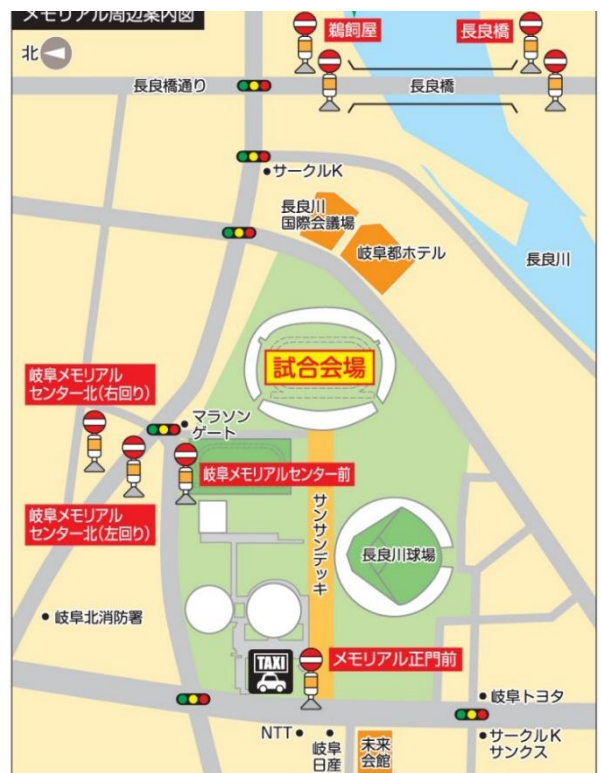 メモリアル周辺案内図
北
鵜飼屋
長良橋
長良橋通り
長良橋
サークルK
長良川
国際会議場
岐阜都ホテル
長良川
試合会場
岐阜メモリアル
センター北(右回り)
マラソン
ゲート
岐阜メモリアルセンター前
岐阜メモリアル
センター北(左回り)
サンサンデッキ
長良川球場
岐阜北消防署
TAXI
メモリアル正門前
岐阜トヨタ
NTT
岐阜
日産
未来
会館
サークルK
サンクス